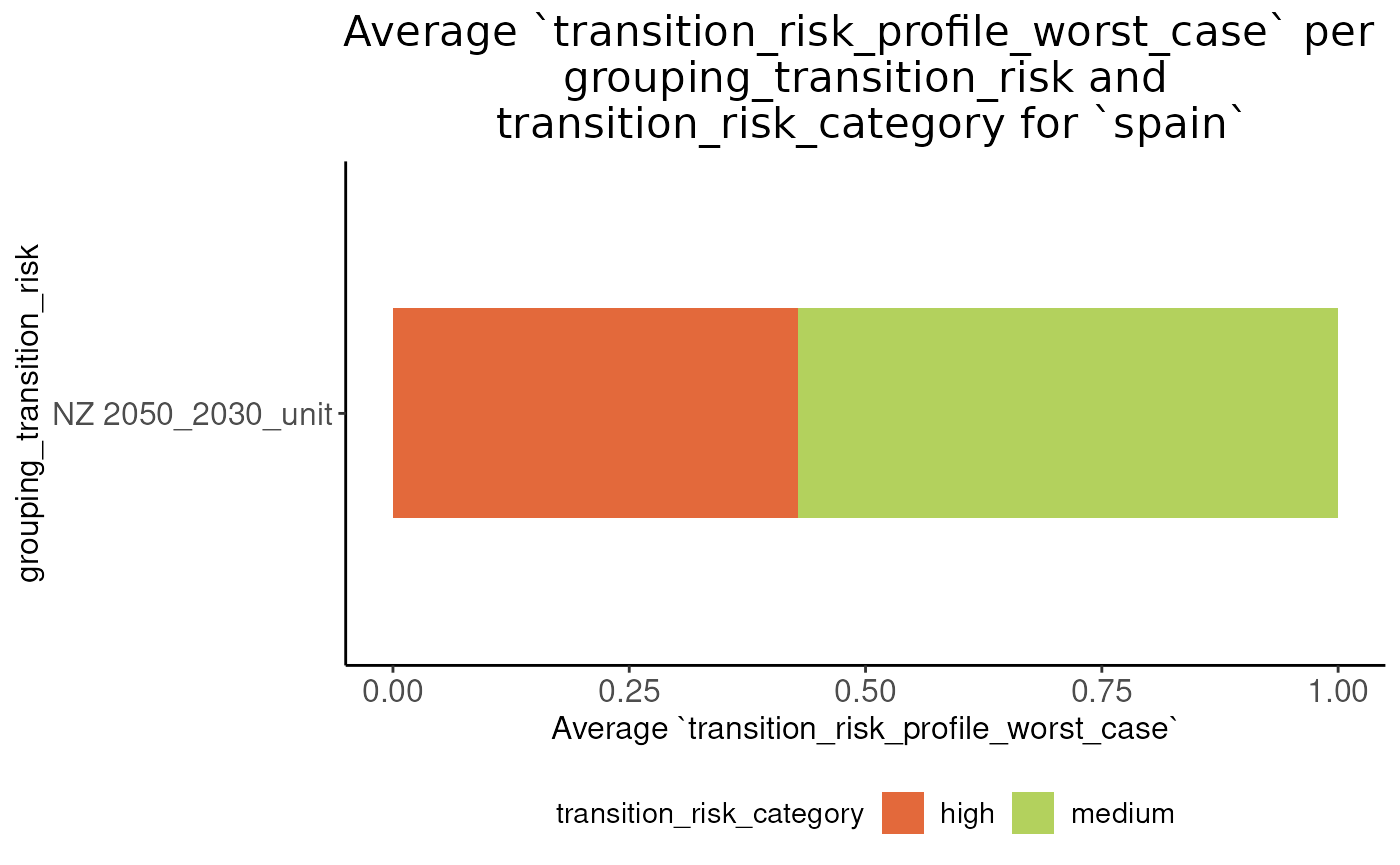 Average `transition_risk_profile_worst_case` per
grouping_transition_risk and
transition_risk_category for `spain`
grouping_transition_risk
NZ 2050_2030_unit
0.00 0.25 0.50 0.75 1.00
Average `transition_risk_profile_worst_case`
transition_risk_category high medium